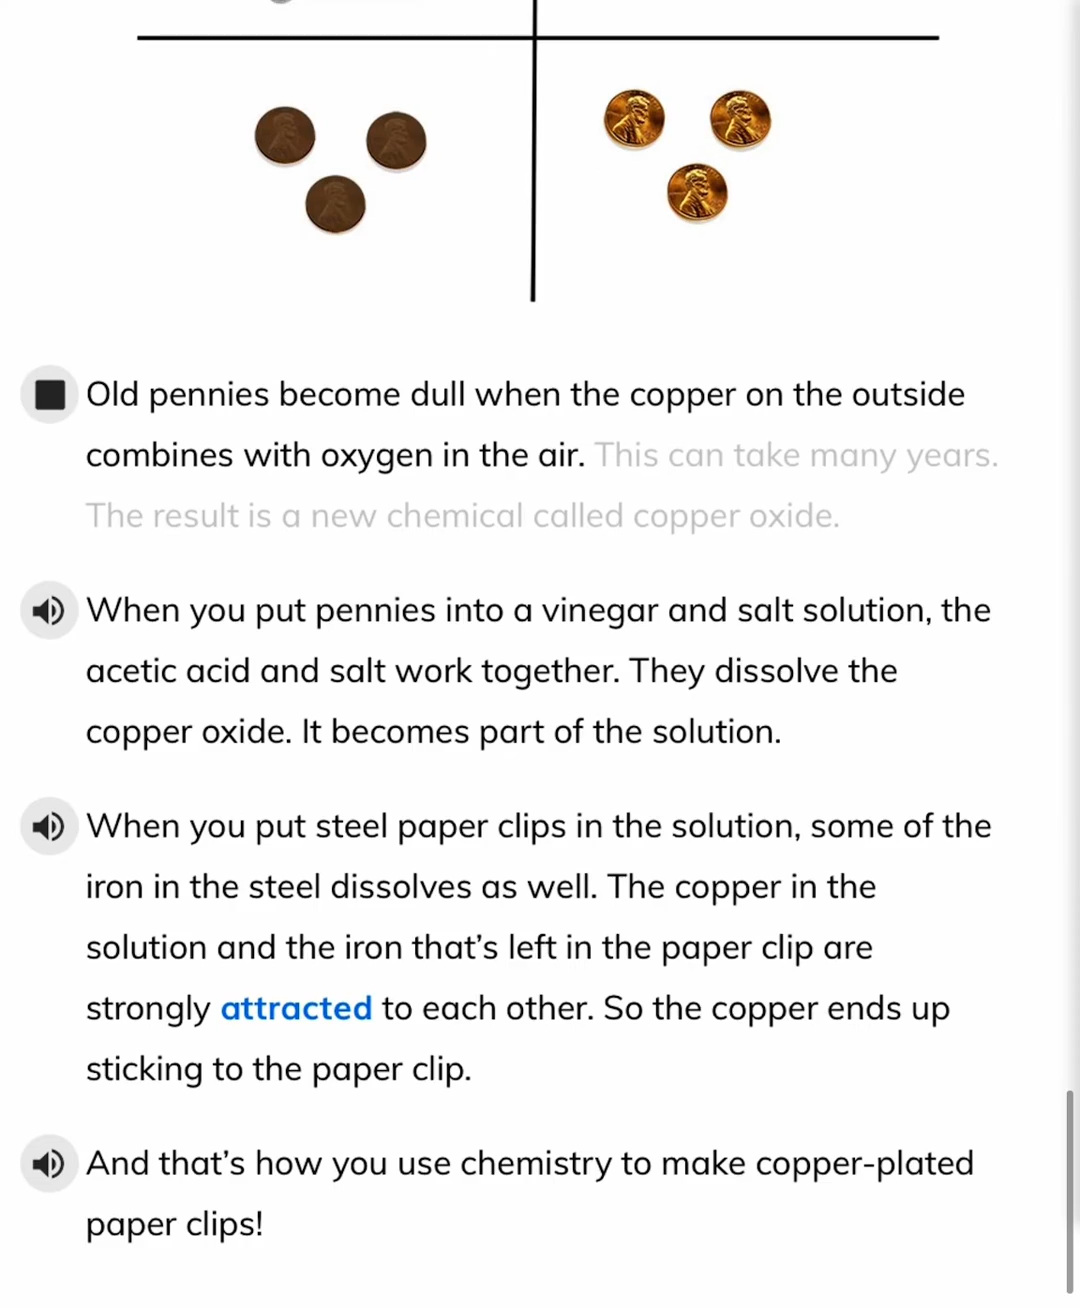 Old pennies become dull when the copper on the outside
combines with oxygen in the air. This can take many years.
The result is a new chemical called copper oxide.
When you put pennies into a vinegar and salt solution, the
acetic acid and salt work together. They dissolve the
copper oxide. It becomes part of the solution.
When you put steel paper clips in the solution, some of the
iron in the steel dissolves as well. The copper in the
solution and the iron that’s left in the paper clip are
strongly attracted to each other. So the copper ends up
sticking to the paper clip.
And that’s how you use chemistry to make copper-plated
paper clips!